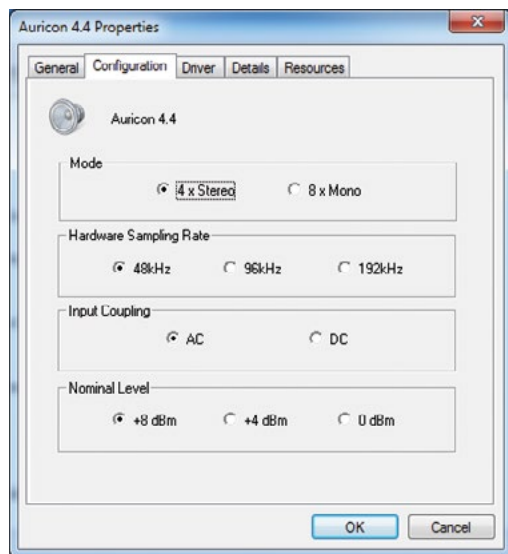 Auricon 4.4 Properties
General Configuration Driver Details Resources
Auricon 4.4
Mode
4 x Stereo 8 x Mono
Hardware Sampling Rate
48kHz 96kHz 192kHz
Input Coupling
AC DC
Nominal Level
+8 dBm +4 dBm 0 dBm
OK Cancel